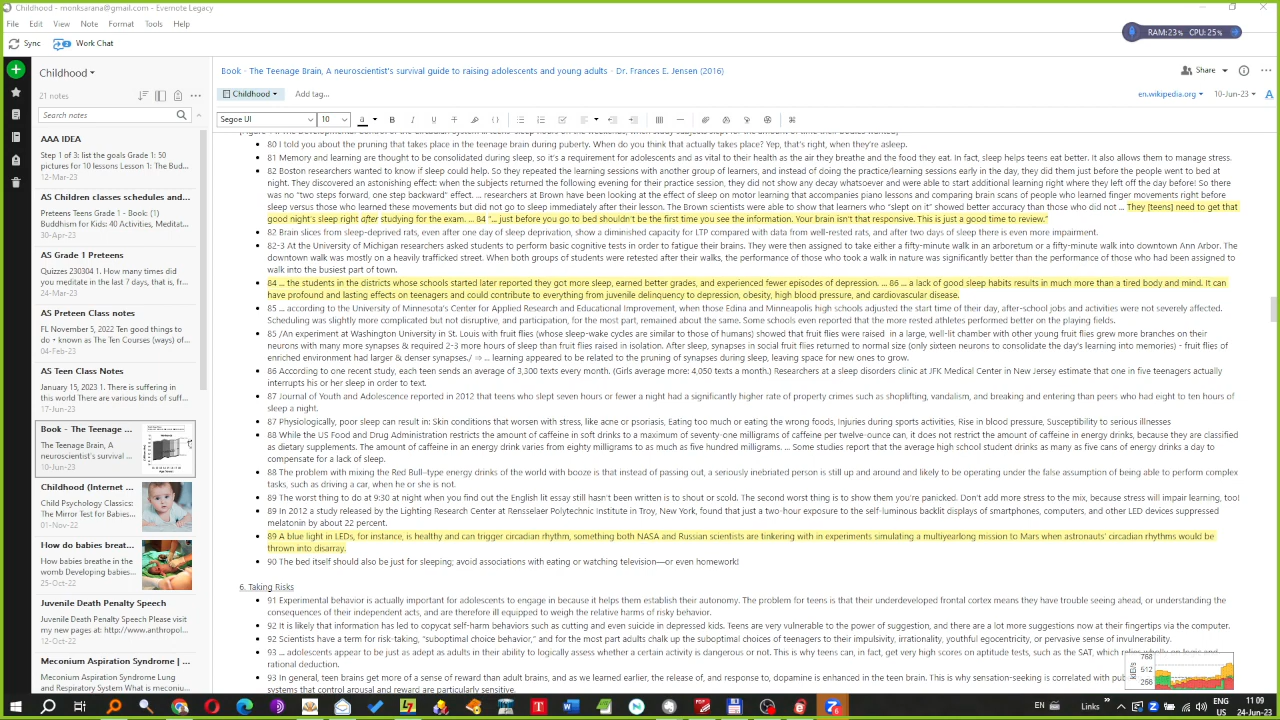 Childhood - monksarana@gmail.com - Evernote Legacy
File Edit View Note Format Tools Help
RAM:23% CPU:25%
Sync Work Chat
Childhood
21 notes
Search notes
AAA IDEA
Step 1 of 3: list the goals Grade 1: 50
pictures for 10 lessons Lesson 1: The Bud...
12-Mar-23
AS Children classes schedules and...
Preteens Teens Grade 1 - Book: (1)
Buddhism for Kids: 40 Activities, Meditat...
30-Apr-23
AS Grade 1 Preteens
Quizzes 230304 1. How many times did
you meditate in the last 7 days, that is, fr...
24-Mar-23
AS Preteen Class notes
FL November 5, 2022 Ten good things to
do • known as The Ten Courses (ways) of...
04-Feb-23
AS Teen Class Notes
January 15, 2023 1. There is suffering in
this world There are various kinds of suff...
17-Jun-23
Book - The Teenage ...
The Teenage Brain, A
neuroscientist's survival ...
10-Jun-23
Childhood (Internet ...
Child Psychology Classics:
The Mirror Test for Babies...
01-Nov-22
How do babies breat...
How babies breathe in the
womb Developing babies ...
25-Oct-22
Juvenile Death Penalty Speech
Juvenile Death Penalty Speech Please visit
my new pages at: http://www.anthropol...
12-Oct-22
Meconium Aspiration Syndrome | ...
Meconium Aspiration Syndrome Lung
and Respiratory System What is meconiu...
Book - The Teenage Brain, A neuroscientist's survival guide to raising adolescents and young adults - Dr. Frances E. Jensen (2016)
Share
Childhood Add tag...
en.wikipedia.org 10-Jun-23 A
Segoe UI 10 a B I U T
• 80 I told you about the pruning that takes place in the teenage brain during puberty. When do you think that actually takes place? Yep, that's right, when they're asleep.
• 81 Memory and learning are thought to be consolidated during sleep, so it's a requirement for adolescents and as vital to their health as the air they breathe and the food they eat. In fact, sleep helps teens eat better. It also allows them to manage stress.
• 82 Boston researchers wanted to know if sleep could help. So they repeated the learning sessions with another group of learners, and instead of doing the practice/learning sessions early in the day, they did them just before the people went to bed at
night. They discovered an astonishing effect: when the subjects returned the following evening for their practice session, they did not show any decay whatsoever and were able to start additional learning right where they left off the day before! So there
was no "two steps forward, one step backward" effect. ... researchers at Brown have been looking at the effect of motor learning that accompanies piano lessons and comparing brain scans of people who learned finger movements right before
sleep versus those who learned these movements but did not go to sleep immediately after their lesson. The Brown scientists were able to show that learners who "slept on it" showed better accuracy than those who did not ... They [teens] need to get that
good night's sleep right after studying for the exam. ... 84 "... just before you go to bed shouldn't be the first time you see the information. Your brain isn't that responsive. This is just a good time to review."
• 82 Brain slices from sleep-deprived rats, even after one day of sleep deprivation, show a diminished capacity for LTP compared with data from well-rested rats, and after two days of sleep there is even more impairment.
• 82-3 At the University of Michigan researchers asked students to perform basic cognitive tests in order to fatigue their brains. They were then assigned to take either a fifty-minute walk in an arboretum or a fifty-minute walk into downtown Ann Arbor. The
downtown walk was mostly on a heavily trafficked street. When both groups of students were retested after their walks, the performance of those who took a walk in nature was significantly better than the performance of those who were assigned to
walk into the busiest part of town.
• 84 ... the students in the districts whose schools started later reported they got more sleep, earned better grades, and experienced fewer episodes of depression. ... 86 ... a lack of good sleep habits results in much more than a tired body and mind. It can
have profound and lasting effects on teenagers and could contribute to everything from juvenile delinquency to depression, obesity, high blood pressure, and cardiovascular disease.
• 85 ... according to the University of Minnesota's Center for Applied Research and Educational Improvement, when those Edina and Minneapolis high schools adjusted the start time of their day, after-school jobs and activities were not severely affected.
Scheduling was slightly more complicated but not disruptive, and participation, for the most part, remained about the same. Some schools even reported that the more rested athletes performed better on the playing fields.
• 85 /An experiment at Washington University in St. Louis with fruit flies (whose sleep-wake cycles are similar to those of humans) showed that fruit flies were raised in a large, well-lit chamber with other young fruit flies grew more branches on their
neurons with many more synapses & required 2-3 more hours of sleep than fruit flies raised in isolation. After sleep, synapses in social fruit flies returned to normal size (only sixteen neurons to consolidate the day's learning into memories) - fruit flies of
enriched environment had larger & denser synapses./ ⇒ ... learning appeared to be related to the pruning of synapses during sleep, leaving space for new ones to grow.
• 86 According to one recent study, each teen sends an average of 3,300 texts every month. (Girls average more: 4,050 texts a month.) Researchers at a sleep disorders clinic at JFK Medical Center in New Jersey estimate that one in five teenagers actually
interrupts his or her sleep in order to text.
• 87 Journal of Youth and Adolescence reported in 2012 that teens who slept seven hours or fewer a night had a significantly higher rate of property crimes such as shoplifting, vandalism, and breaking and entering than peers who had eight to ten hours of
sleep a night.
• 87 Physiologically, poor sleep can result in: Skin conditions that worsen with stress, like acne or psoriasis, Eating too much or eating the wrong foods, Injuries during sports activities, Rise in blood pressure, Susceptibility to serious illnesses
• 88 While the US Food and Drug Administration restricts the amount of caffeine in soft drinks to a maximum of seventy-one milligrams of caffeine per twelve-ounce can, it does not restrict the amount of caffeine in energy drinks, because they are classified
as dietary supplements. The amount of caffeine in an energy drink varies from eighty milligrams to as much as five hundred milligrams. ... Some studies report that the average high school student drinks as many as five cans of energy drinks a day to
compensate for a lack of sleep.
• 88 The problem with mixing the Red Bull–type energy drinks of the world with booze is that instead of passing out, a seriously inebriated person is still up and around and likely to be operating under the false assumption of being able to perform complex
tasks, such as driving a car, when he or she is not.
• 89 The worst thing to do at 9:30 at night when you find out the English lit essay still hasn't been written is to shout or scold. The other worst thing is to show them you're panicked. Don't add more stress to the mix, because stress will impair learning, too!
• 89 In 2012 a study released by the Lighting Research Center at Rensselaer Polytechnic Institute in Troy, New York, found that just a two-hour exposure to the self-luminous backlit displays of smartphones, computers, and other LED devices suppressed
melatonin by about 22 percent.
• 89 A blue light in LEDs, for instance, is healthy and can trigger circadian rhythm, something both NASA and Russian scientists are tinkering with in experiments simulating a multiyearlong mission to Mars when astronauts' circadian rhythms would be
thrown into disarray.
• 90 The bed itself should also be just for sleeping; avoid associations with eating or watching television—or even homework!
6. Taking Risks
• 91 Experimental behavior is actually important for adolescents to engage in because it helps them establish their autonomy. The problem for teens is that their underdeveloped frontal cortex means they have trouble seeing ahead, or understanding the
consequences of their independent acts, and are therefore ill equipped to weigh the relative harms of risky behavior.
• 92 It is likely that information has led to copycat self-harm behaviors such as cutting and even suicide in depressed kids. Teens are very vulnerable to the power of suggestion, and there are a lot more suggestions now at their fingertips via the computer.
• 92 Scientists have a term for risk-taking, "suboptimal choice behavior," and for the most part adults chalk up the suboptimal choices of teenagers to their impulsivity, irrationality, youthful egocentricity, or pervasive sense of invulnerability.
• 93 ... adolescents appear to be just as adept as adults in their ability to logically assess whether a certain activity is dangerous or not. This is why teens can, in fact, get very high scores on aptitude tests, such as the SAT, which
rational deduction.
• 93 In general, teen brains get more of a sense of reward than adult brains, and as we learned earlier, the release of, and response to, dopamine is enhanced in the teen brain. This is why sensation-seeking is correlated with
systems that control arousal and reward are particularly sensitive.
kiB/s 768 512 256
EN Links ENG US 11 09 24-Jun-23